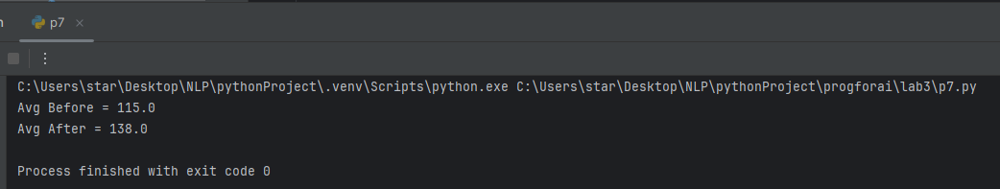 n p7 ×
C:\Users\star\Desktop\NLP\pythonProject\.venv\Scripts\python.exe C:\Users\star\Desktop\NLP\pythonProject\progforai\lab3\p7.py
Avg Before = 115.0
Avg After = 138.0
Process finished with exit code 0